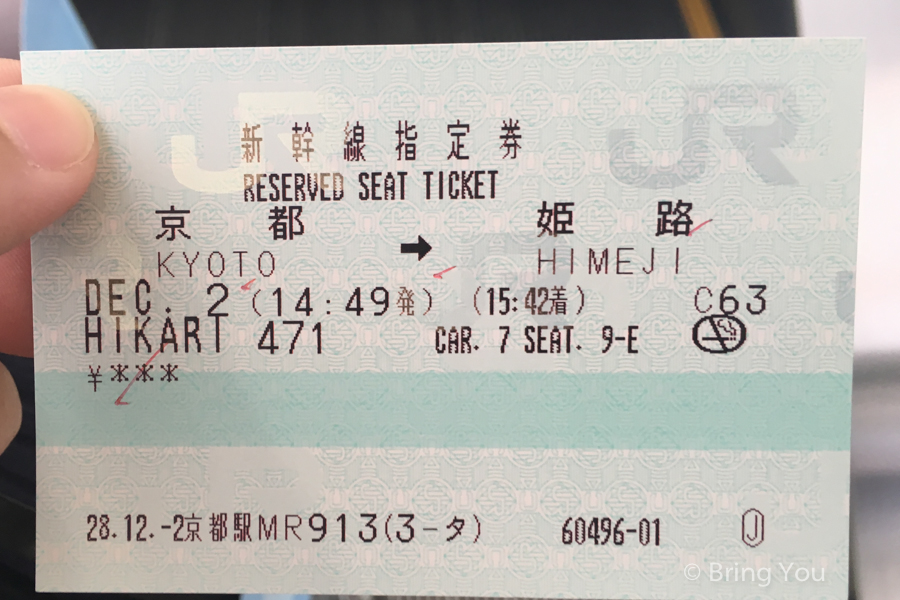 新幹線指定券
RESERVED SEAT TICKET
京都 ➡ 姫路
KYOTO HIMEJI
DEC. 2 (14:49発) (15:42着) C63
HIKARI 471 CAR. 7 SEAT. 9-E
¥***
28.12.-2京都駅MR913(3-タ) 60496-01 J
© Bring You
JR
JR